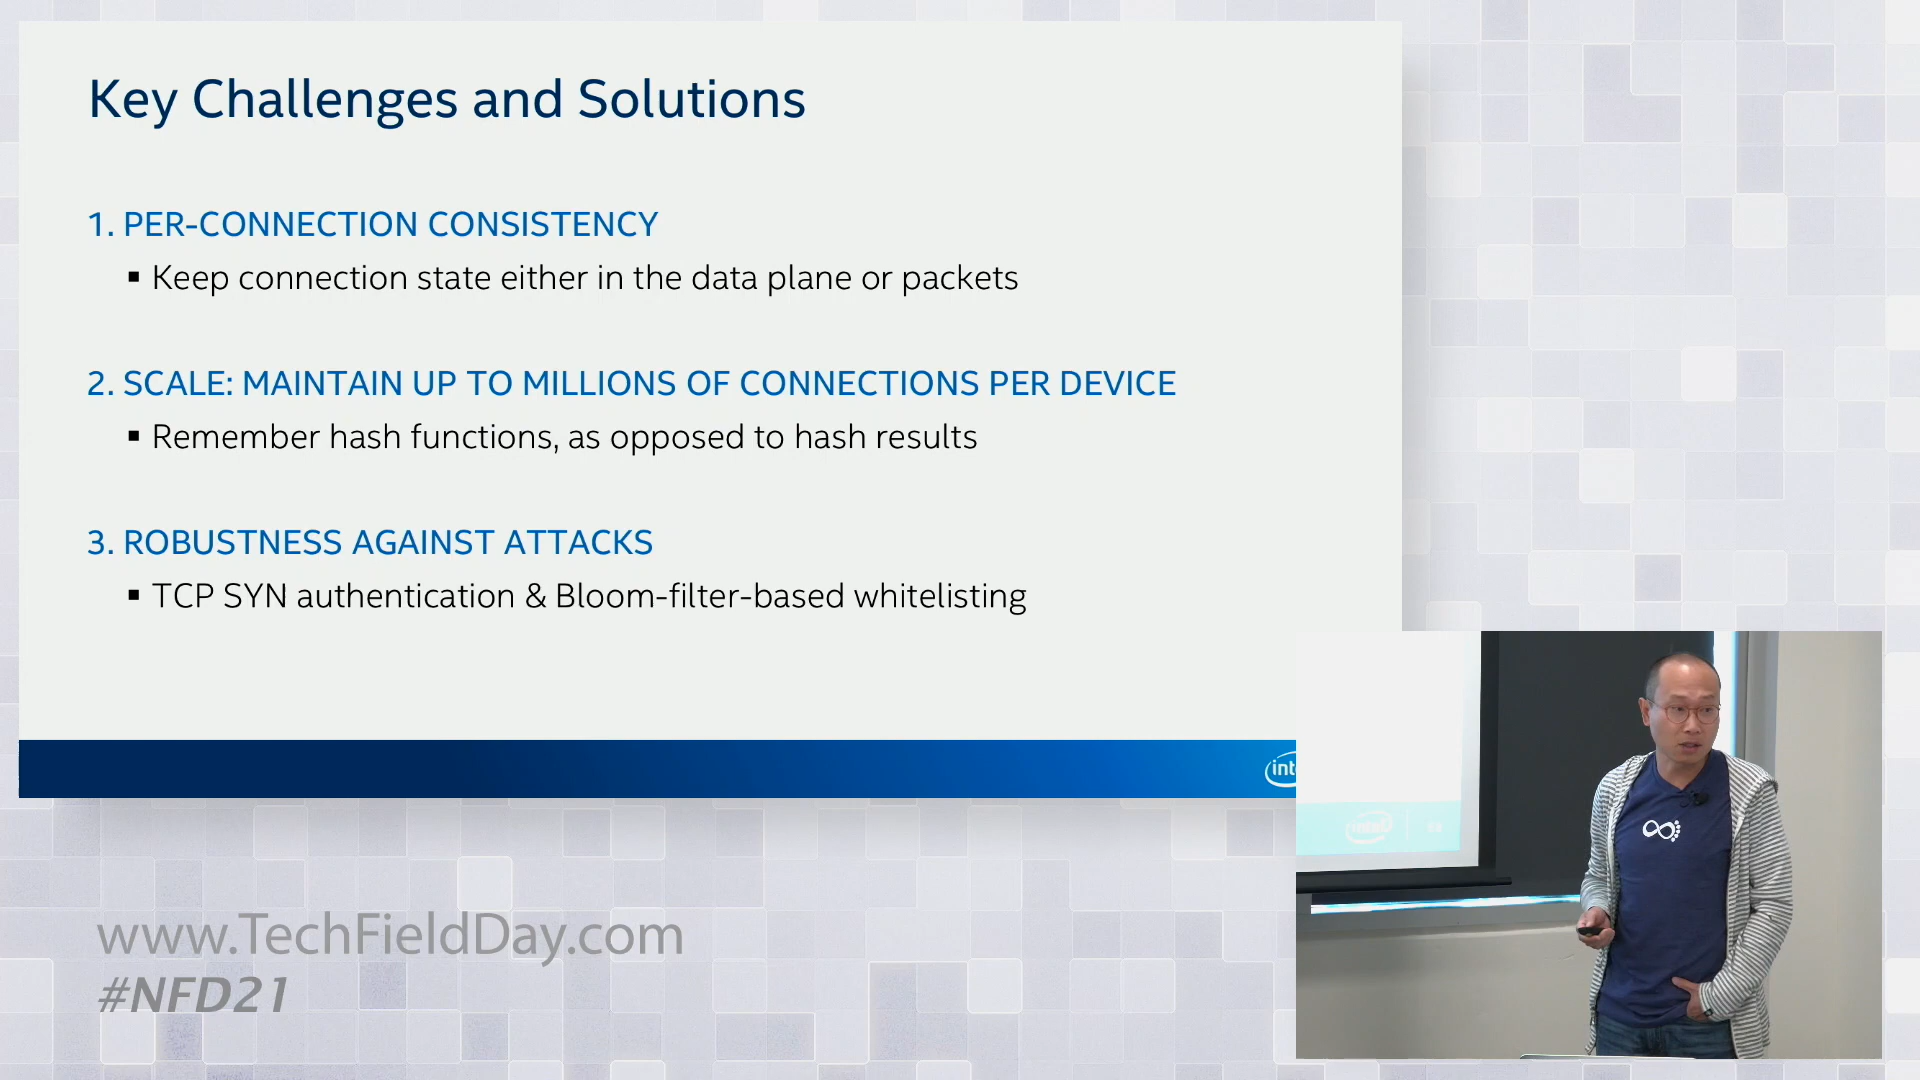 Key Challenges and Solutions
1. PER-CONNECTION CONSISTENCY
▪ Keep connection state either in the data plane or packets
2. SCALE: MAINTAIN UP TO MILLIONS OF CONNECTIONS PER DEVICE
▪ Remember hash functions, as opposed to hash results
3. ROBUSTNESS AGAINST ATTACKS
▪ TCP SYN authentication & Bloom-filter-based whitelisting
inte
intel
www.TechFieldDay.com
#NFD21